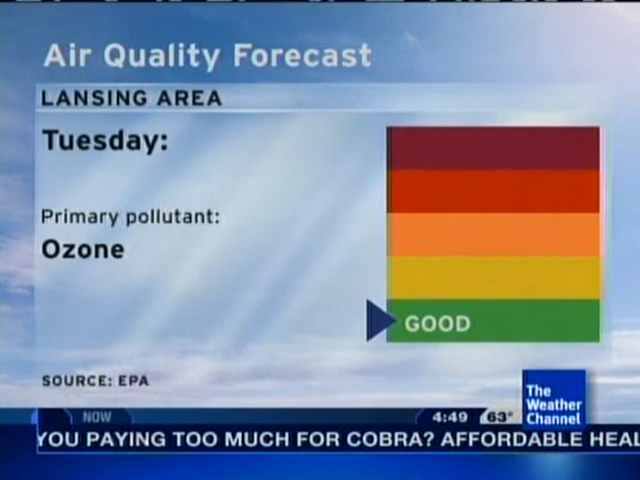 Air Quality Forecast
LANSING AREA
Tuesday:
Primary pollutant:
Ozone
GOOD
SOURCE: EPA
The
Weather
Channel
NOW
4:49 63°
YOU PAYING TOO MUCH FOR COBRA? AFFORDABLE HEAL